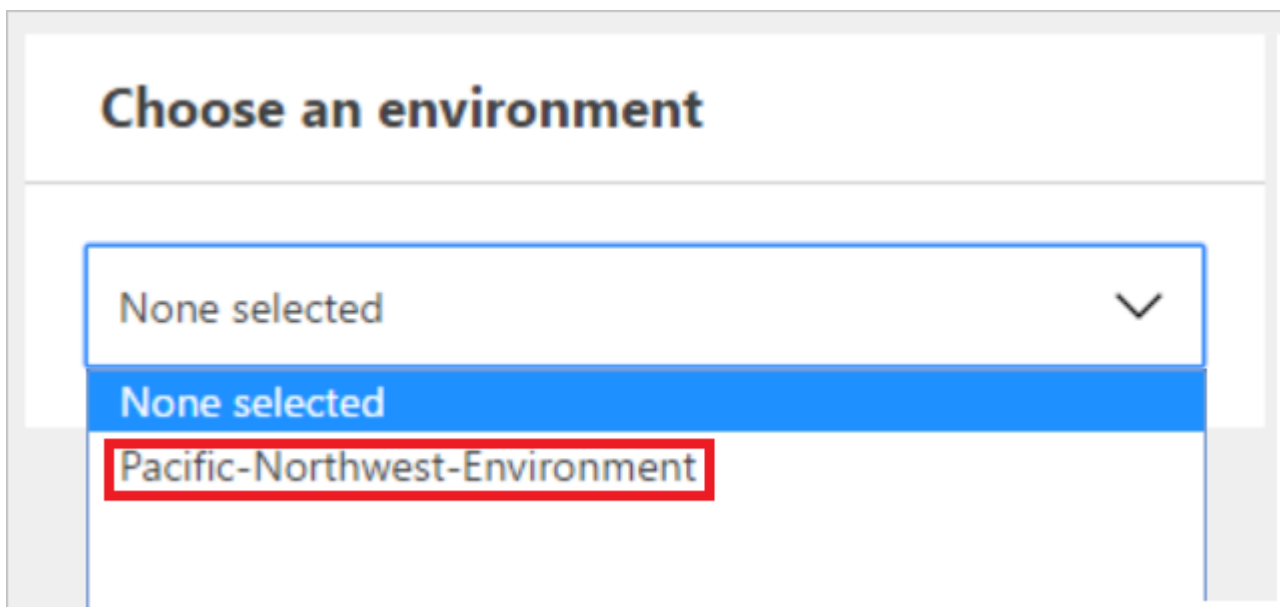 Choose an environment
None selected
None selected
Pacific-Northwest-Environment